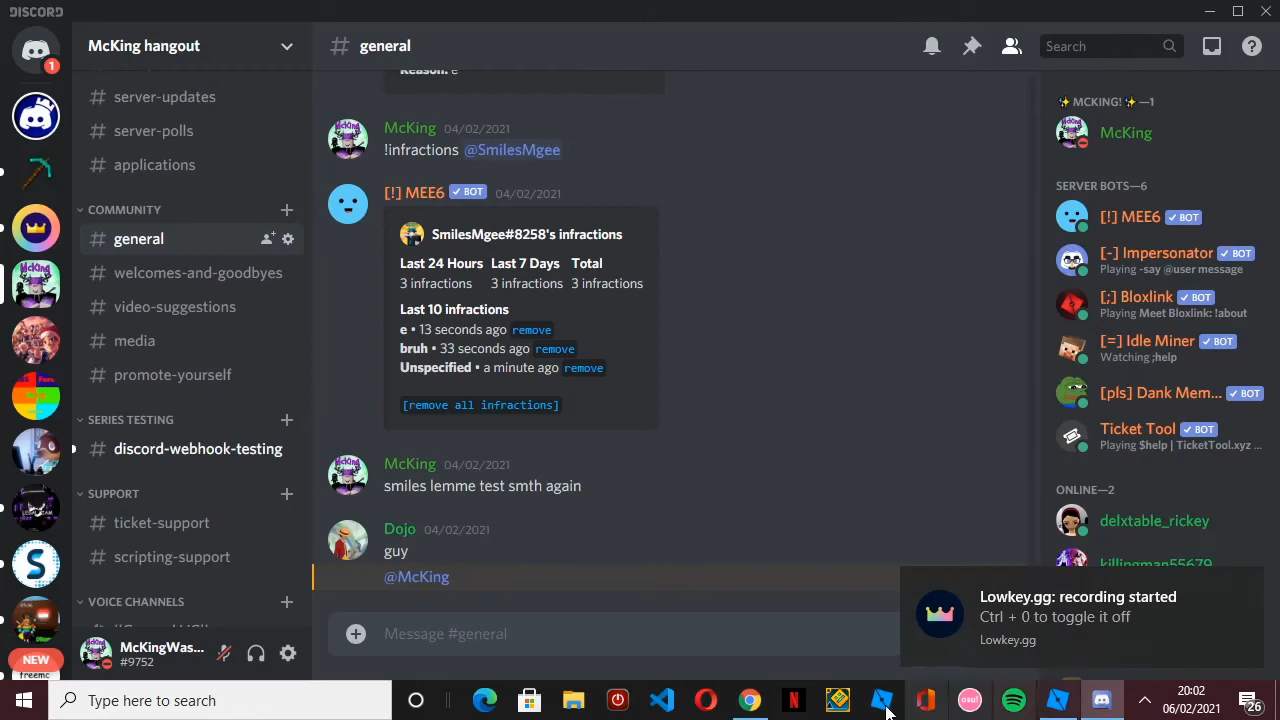 DISCORD
McKing hangout
general
Search
1
server-updates
server-polls
applications
COMMUNITY
general
welcomes-and-goodbyes
video-suggestions
media
promote-yourself
SERIES TESTING
discord-webhook-testing
SUPPORT
ticket-support
scripting-support
VOICE CHANNELS
McKingWas...
#9752
NEW
freemc
Reason: e
McKing 04/02/2021
!infractions @SmilesMgee
[!] MEE6 ✓ BOT 04/02/2021
SmilesMgee#8258's infractions
Last 24 Hours Last 7 Days Total
3 infractions 3 infractions 3 infractions
Last 10 infractions
e • 13 seconds ago remove
bruh • 33 seconds ago remove
Unspecified • a minute ago remove
[remove all infractions]
McKing 04/02/2021
smiles lemme test smth again
Dojo 04/02/2021
guy
@McKing
Message #general
✨ MCKING!✨—1
McKing
SERVER BOTS—6
[!] MEE6 ✓ BOT
[-] Impersonator ✓ BOT
Playing -say @user message
[;] Bloxlink ✓ BOT
Playing Meet Bloxlink: !about
[=] Idle Miner ✓ BOT
Watching ;help
[pls] Dank Mem... ✓ BOT
Ticket Tool ✓ BOT
Playing $help | TicketTool.xyz ...
ONLINE—2
delxtable_rickey
killingman55679
Lowkey.gg: recording started
Ctrl + 0 to toggle it off
Lowkey.gg
Type here to search
osu!
20:02
06/02/2021
26